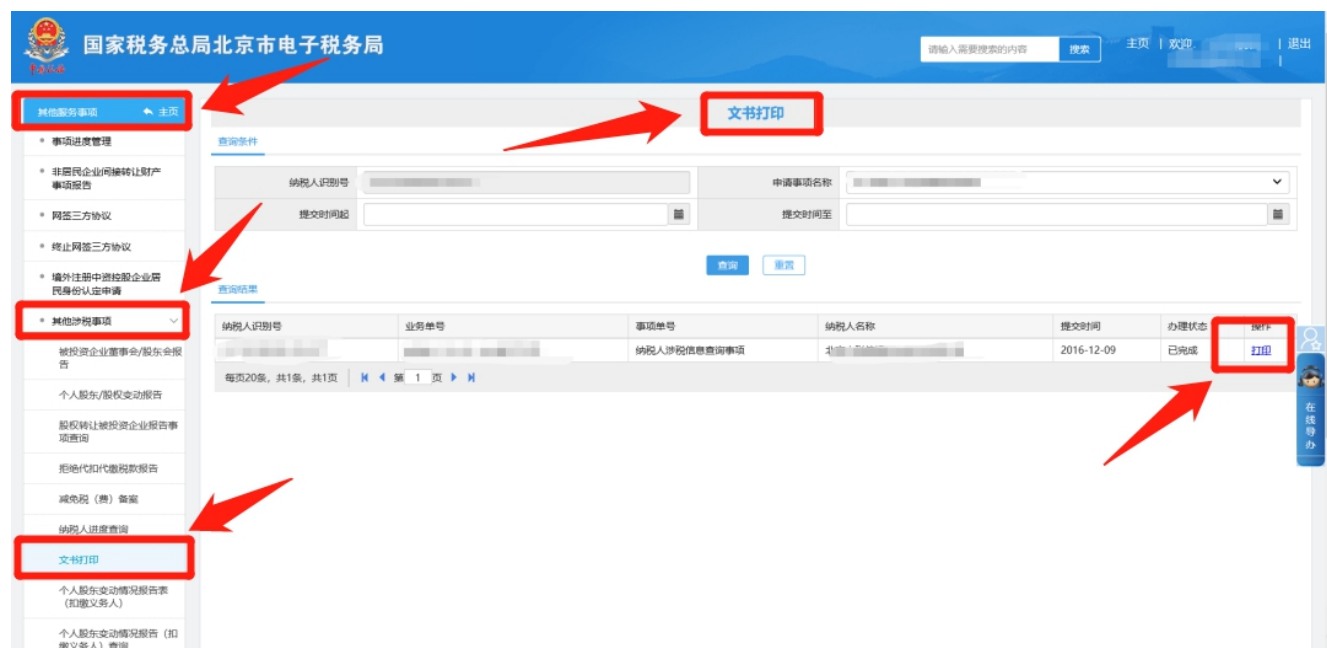 国家税务总局北京市电子税务局
请输入需要搜索的内容
搜索
主页 | 欢迎,
| 退出
其他服务事项
主页
事项进度管理
非居民企业间接转让财产
事项报告
网签三方协议
终止网签三方协议
境外注册中资控股企业居
民身份认定申请
其他涉税事项
被投资企业董事会/股东会报
告
个人股东/股权变动报告
股权转让被投资企业报告事
项查询
拒绝代扣代缴税款报告
减免税（费）备案
纳税人进度查询
文书打印
个人股东变动情况报告表
（扣缴义务人）
个人股东变动情况报告（扣
缴义务人）查询
文书打印
查询条件
纳税人识别号
申请事项名称
提交时间起
提交时间至
查询
重置
查询结果
纳税人识别号 业务单号 事项单号 纳税人名称 提交时间 办理状态 操作
纳税人涉税信息查询事项 2016-12-09 已完成 打印
每页20条, 共1条, 共1页 第 1 页
在
线
导
办